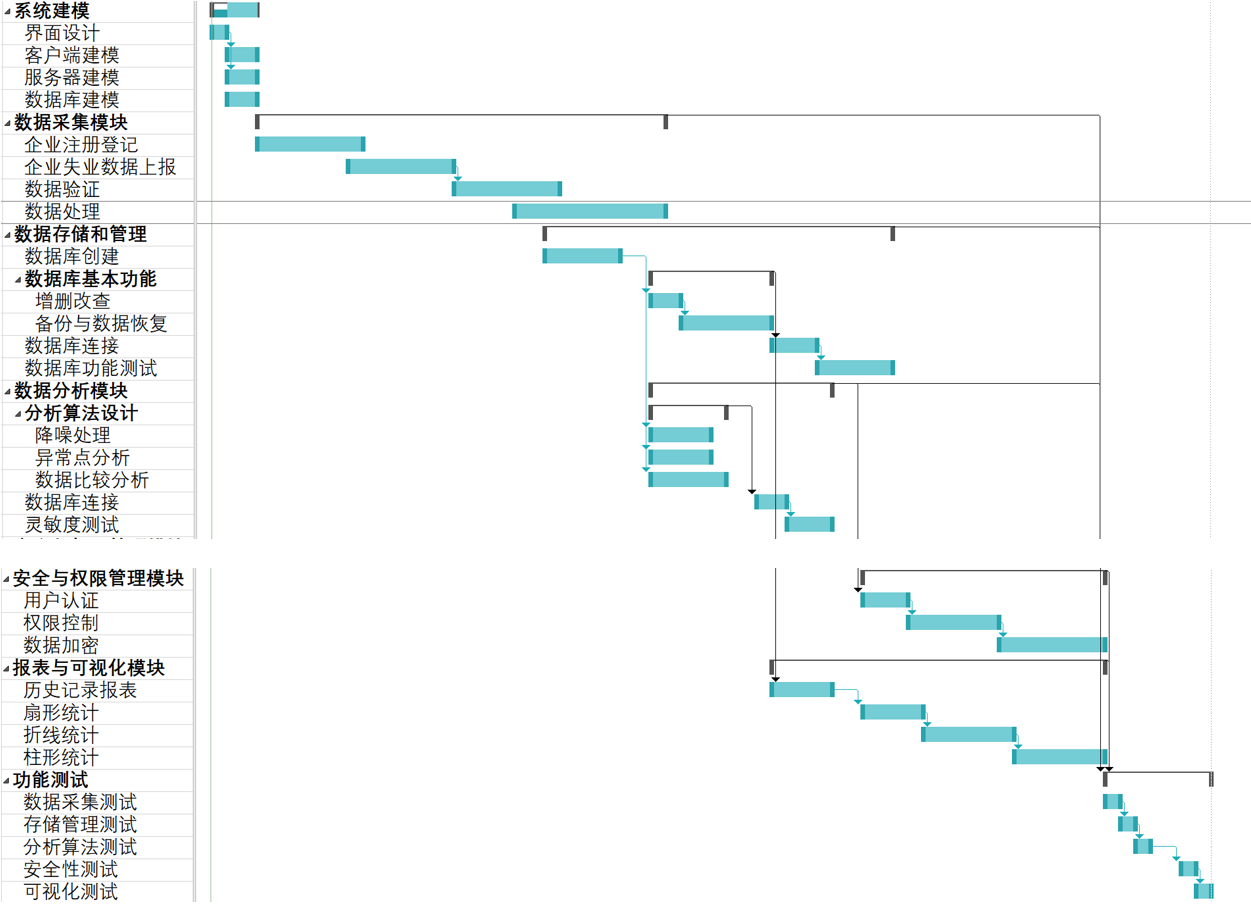 系统建模
界面设计
客户端建模
服务器建模
数据库建模
数据采集模块
企业注册登记
企业失业数据上报
数据验证
数据处理
数据存储和管理
数据库创建
数据库基本功能
增删改查
备份与数据恢复
数据库连接
数据库功能测试
数据分析模块
分析算法设计
降噪处理
异常点分析
数据比较分析
数据库连接
灵敏度测试
安全与权限管理模块
用户认证
权限控制
数据加密
报表与可视化模块
历史记录报表
扇形统计
折线统计
柱形统计
功能测试
数据采集测试
存储管理测试
分析算法测试
安全性测试
可视化测试